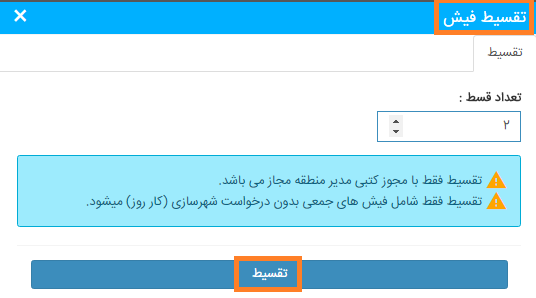 تقسیط فیش
تقسیط
تعداد قسط :
۲
تقسیط فقط با مجوز کتبی مدیر منطقه مجاز می باشد.
تقسیط فقط شامل فیش های جمعی بدون درخواست شهرسازی (کار روز) میشود.
تقسیط